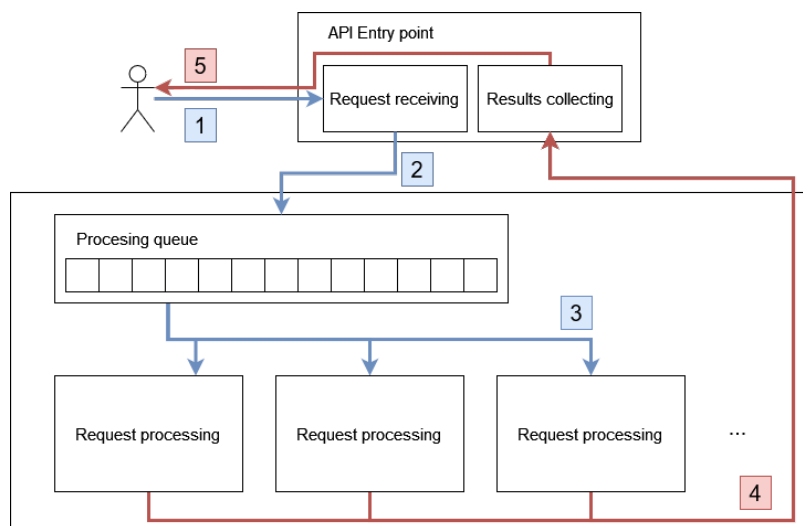 API Entry point
5
Request receiving
Results collecting
1
2
Procesing queue
3
Request processing
Request processing
Request processing
...
4